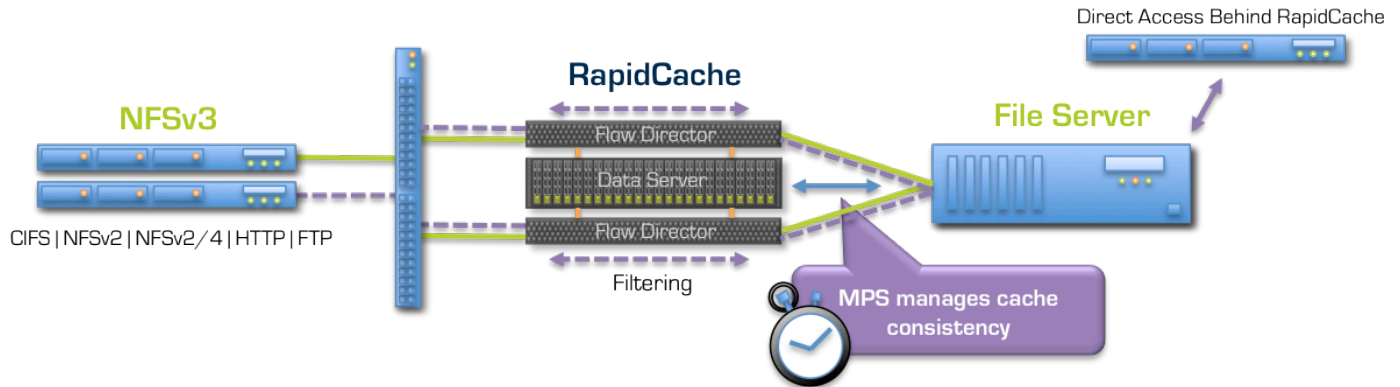 Direct Access Behind RapidCache
RapidCache
NFSv3
File Server
Flow Director
Data Server
Flow Director
CIFS | NFSv2 | NFSv2/4 | HTTP | FTP
Filtering
MPS manages cache
consistency